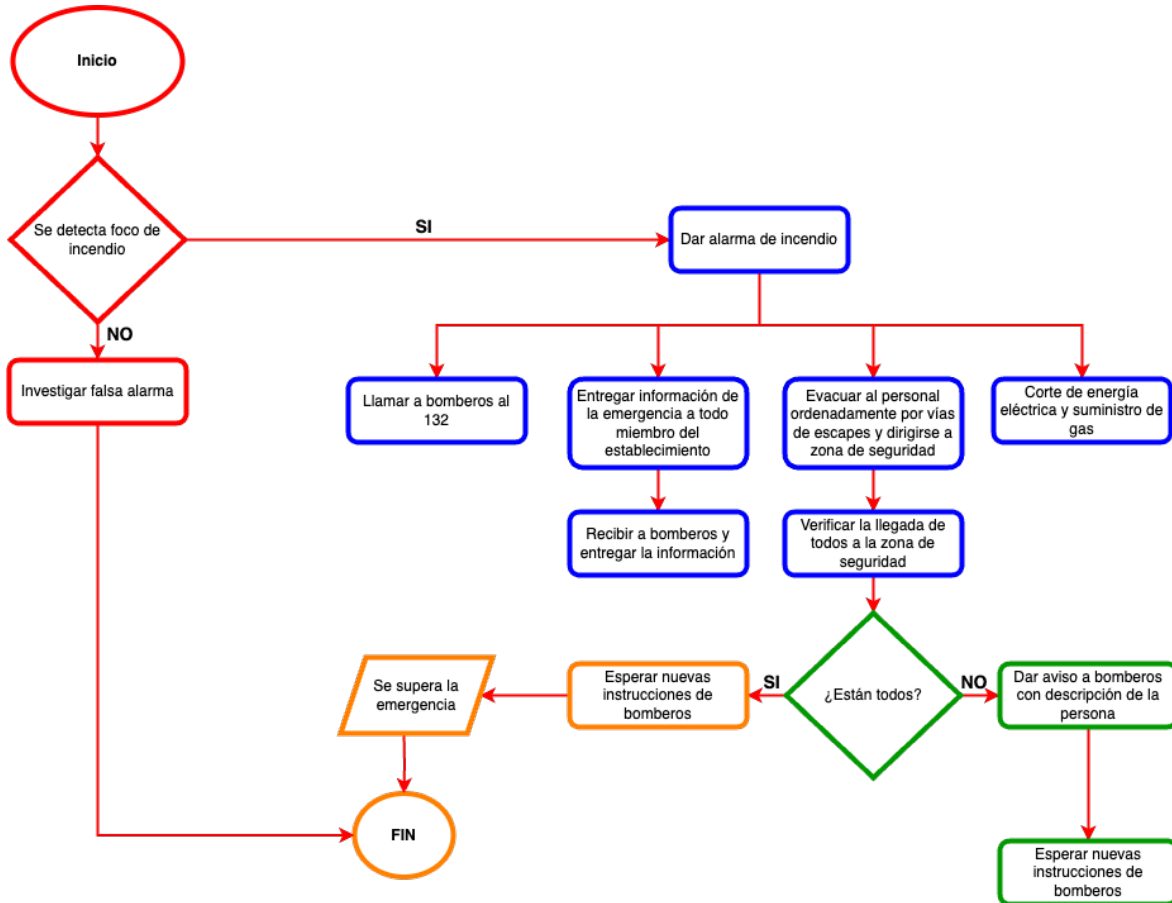 Inicio
Se detecta foco de
incendio
SI
Dar alarma de incendio
NO
Investigar falsa alarma
Llamar a bomberos al
132
Entregar información de
la emergencia a todo
miembro del
establecimiento
Evacuar al personal
ordenadamente por vías
de escapes y dirigirse a
zona de seguridad
Corte de energía
eléctrica y suministro de
gas
Recibir a bomberos y
entregar la información
Verificar la llegada de
todos a la zona de
seguridad
Se supera la
emergencia
Esperar nuevas
instrucciones de
bomberos
SI
¿Están todos?
NO
Dar aviso a bomberos
con descripción de la
persona
FIN
Esperar nuevas
instrucciones de
bomberos